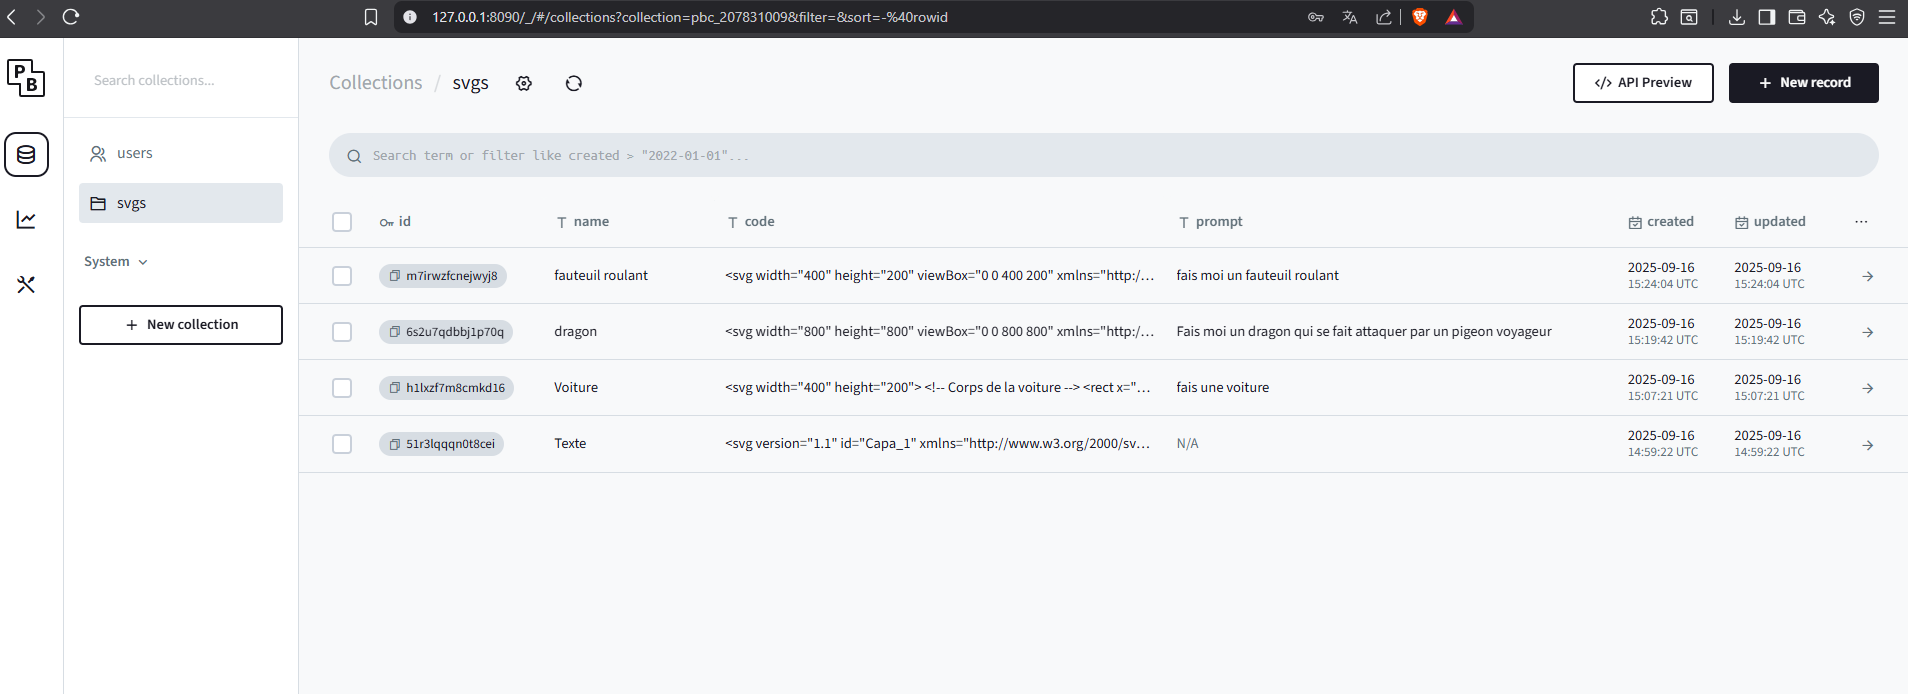 127.0.0.1:8090/_/#/collections?collection=pbc_207831009&filter=&sort=-%40rowid
PB
Search collections...
users
svgs
System
+ New collection
Collections / svgs
</> API Preview
+ New record
Search term or filter like created > "2022-01-01"...
id name code prompt created updated ...
m7irwzfcnejwyj8 fauteuil roulant <svg width="400" height="200" viewBox="0 0 400 200" xmlns="http:/... fais moi un fauteuil roulant 2025-09-16 2025-09-16
15:24:04 UTC 15:24:04 UTC
6s2u7qdbbj1p70q dragon <svg width="800" height="800" viewBox="0 0 800 800" xmlns="http:/... Fais moi un dragon qui se fait attaquer par un pigeon voyageur 2025-09-16 2025-09-16
15:19:42 UTC 15:19:42 UTC
h1lxzf7m8cmkd16 Voiture <svg width="400" height="200"> <!-- Corps de la voiture --> <rect x="... fais une voiture 2025-09-16 2025-09-16
15:07:21 UTC 15:07:21 UTC
51r3lqqqn0t8cei Texte <svg version="1.1" id="Capa_1" xmlns="http://www.w3.org/2000/sv... N/A 2025-09-16 2025-09-16
14:59:22 UTC 14:59:22 UTC